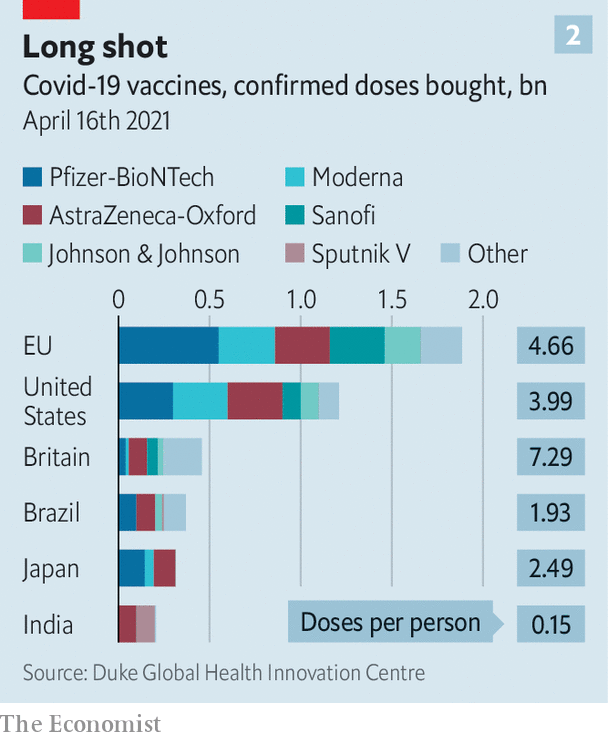 2
Long shot
Covid-19 vaccines, confirmed doses bought, bn
April 16th 2021
Pfizer-BioNTech
Moderna
AstraZeneca-Oxford
Sanofi
Johnson & Johnson
Sputnik V
Other
0 0.5 1.0 1.5 2.0
EU 4.66
United
States 3.99
Britain 7.29
Brazil 1.93
Japan 2.49
India Doses per person 0.15
Source: Duke Global Health Innovation Centre
The Economist